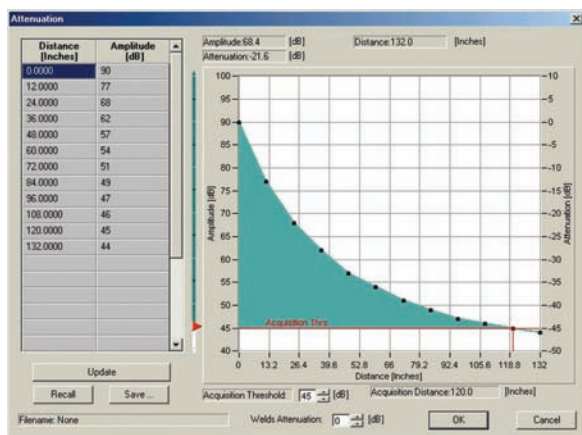 Attenuation
Distance [Inches] Amplitude [dB]
0.0000 90
12.0000 77
24.0000 68
36.0000 62
48.0000 57
60.0000 54
72.0000 51
84.0000 49
96.0000 47
108.0000 46
120.0000 45
132.0000 44
Update
Recall Save ...
Filename: None
Amplitude:68.4 [dB] Distance:132.0 [Inches]
Attenuation:-21.6 [dB]
100 10
95 5
90 0
85 -5
80 -10
75 -15
70 -20
65 -25
60 -30
55 -35
50 -40
45 -45
40 -50
Amplitude [dB]
Attenuation [dB]
Acquisition Thrs
0 13.2 26.4 39.6 52.8 66 79.2 92.4 105.6 118.8 132
Distance [Inches]
Acquisition Threshold: 45 [dB] Acquisition Distance:120.0 [Inches]
Welds Attenuation: 0 [dB] OK Cancel